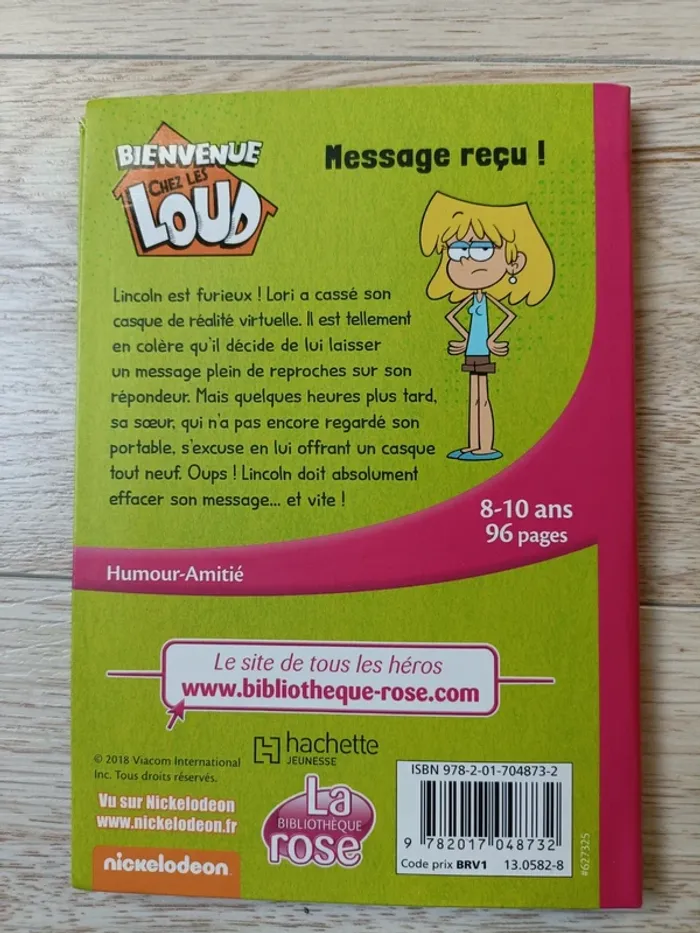 BIENVENUE
CHEZ LES
LOUD
Message reçu !
Lincoln est furieux ! Lori a cassé son
casque de réalité virtuelle. Il est tellement
en colère qu'il décide de lui laisser
un message plein de reproches sur son
répondeur. Mais quelques heures plus tard,
sa sœur, qui n'a pas encore regardé son
portable, s'excuse en lui offrant un casque
tout neuf. Oups ! Lincoln doit absolument
effacer son message... et vite !
8-10 ans
96 pages
Humour-Amitié
Le site de tous les héros
www.bibliotheque-rose.com
hachette
JEUNESSE
© 2018 Viacom International
Inc. Tous droits réservés.
Vu sur Nickelodeon
www.nickelodeon.fr
nickelodeon
La
BIBLIOTHÈQUE
rose
ISBN 978-2-01-704873-2
9 782017 048732
Code prix BRV1 13.0582-8
#627325